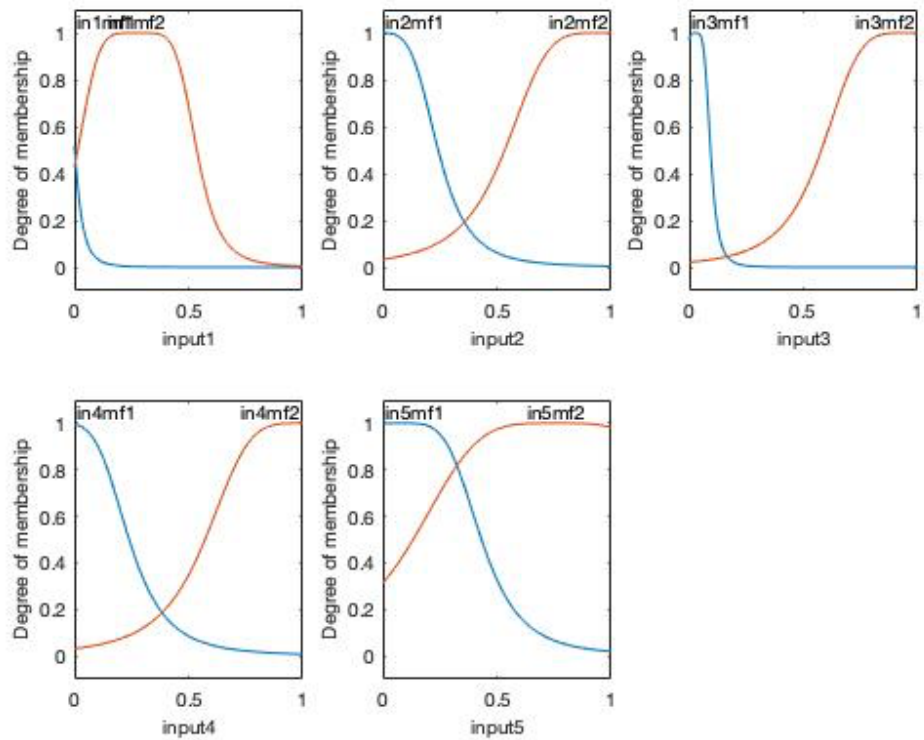 in1mf1 in1mf2
1
0.8
0.6
0.4
0.2
0
Degree of membership
0 0.5 1
input1
in2mf1 in2mf2
1
0.8
0.6
0.4
0.2
0
Degree of membership
0 0.5 1
input2
in3mf1 in3mf2
1
0.8
0.6
0.4
0.2
0
Degree of membership
0 0.5 1
input3
in4mf1 in4mf2
1
0.8
0.6
0.4
0.2
0
Degree of membership
0 0.5 1
input4
in5mf1 in5mf2
1
0.8
0.6
0.4
0.2
0
Degree of membership
0 0.5 1
input5